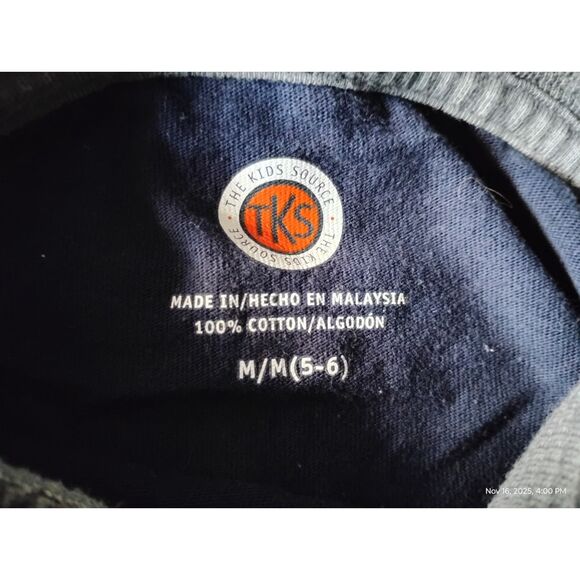 · THE KIDS SOURCE ·
TKS
THE KIDS SOURCE
MADE IN/HECHO EN MALAYSIA
100% COTTON/ALGODÓN
M/M(5-6)
Nov 16, 2025, 4:00 PM